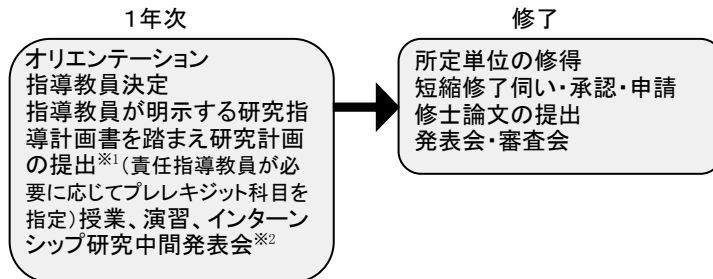 1年次
オリエンテーション
指導教員決定
指導教員が明示する研究指
導計画書を踏まえ研究計画
の提出※1(責任指導教員が必
要に応じてプレレキジット科目を
指定)授業、演習、インターン
シップ研究中間発表会※2
修了
所定単位の修得
短縮修了伺い・承認・申請
修士論文の提出
発表会・審査会